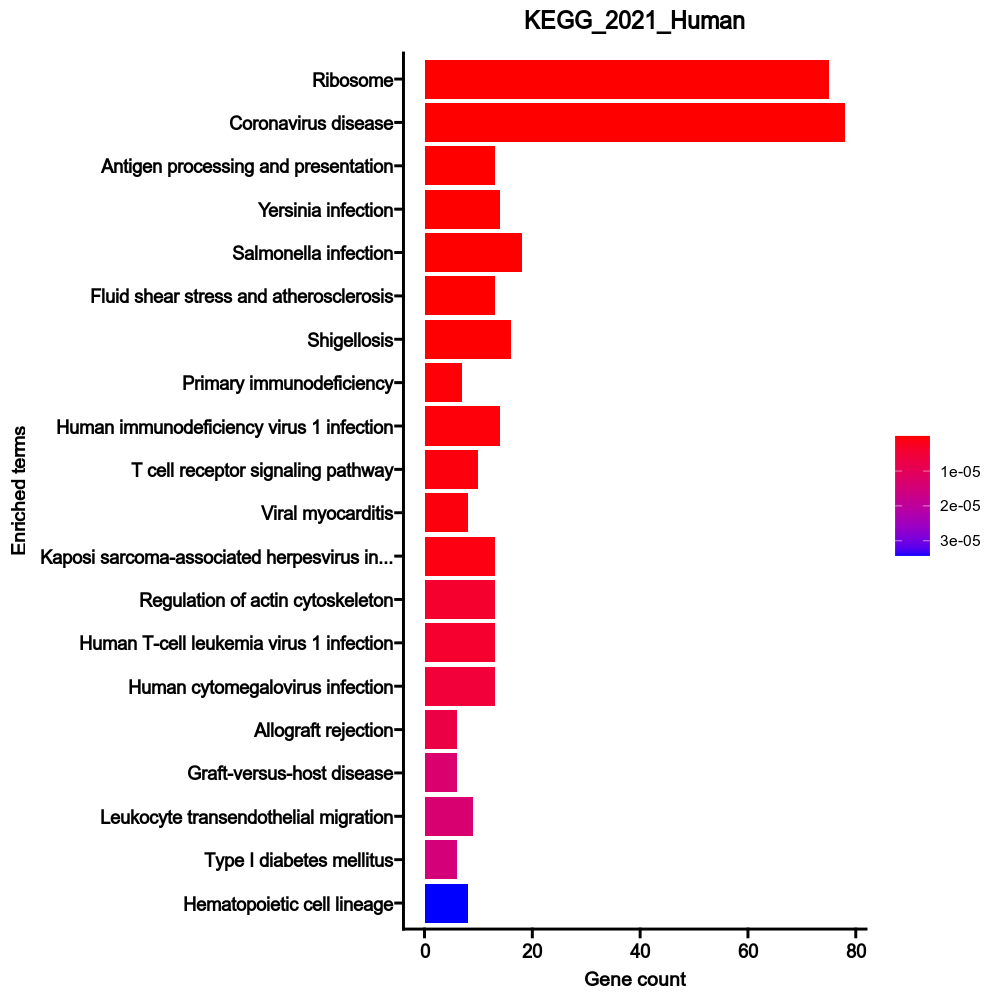 KEGG_2021_Human
Ribosome
Coronavirus disease
Antigen processing and presentation
Yersinia infection
Salmonella infection
Fluid shear stress and atherosclerosis
Shigellosis
Primary immunodeficiency
Human immunodeficiency virus 1 infection
T cell receptor signaling pathway
Viral myocarditis
Kaposi sarcoma-associated herpesvirus in...
Regulation of actin cytoskeleton
Human T-cell leukemia virus 1 infection
Human cytomegalovirus infection
Allograft rejection
Graft-versus-host disease
Leukocyte transendothelial migration
Type I diabetes mellitus
Hematopoietic cell lineage
Enriched terms
0 20 40 60 80
Gene count
1e-05
2e-05
3e-05